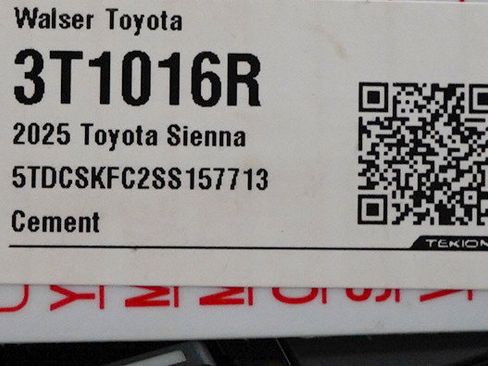 Walser Toyota
3T1016R
2025 Toyota Sienna
5TDCSKFC2SS157713
Cement
TEKION